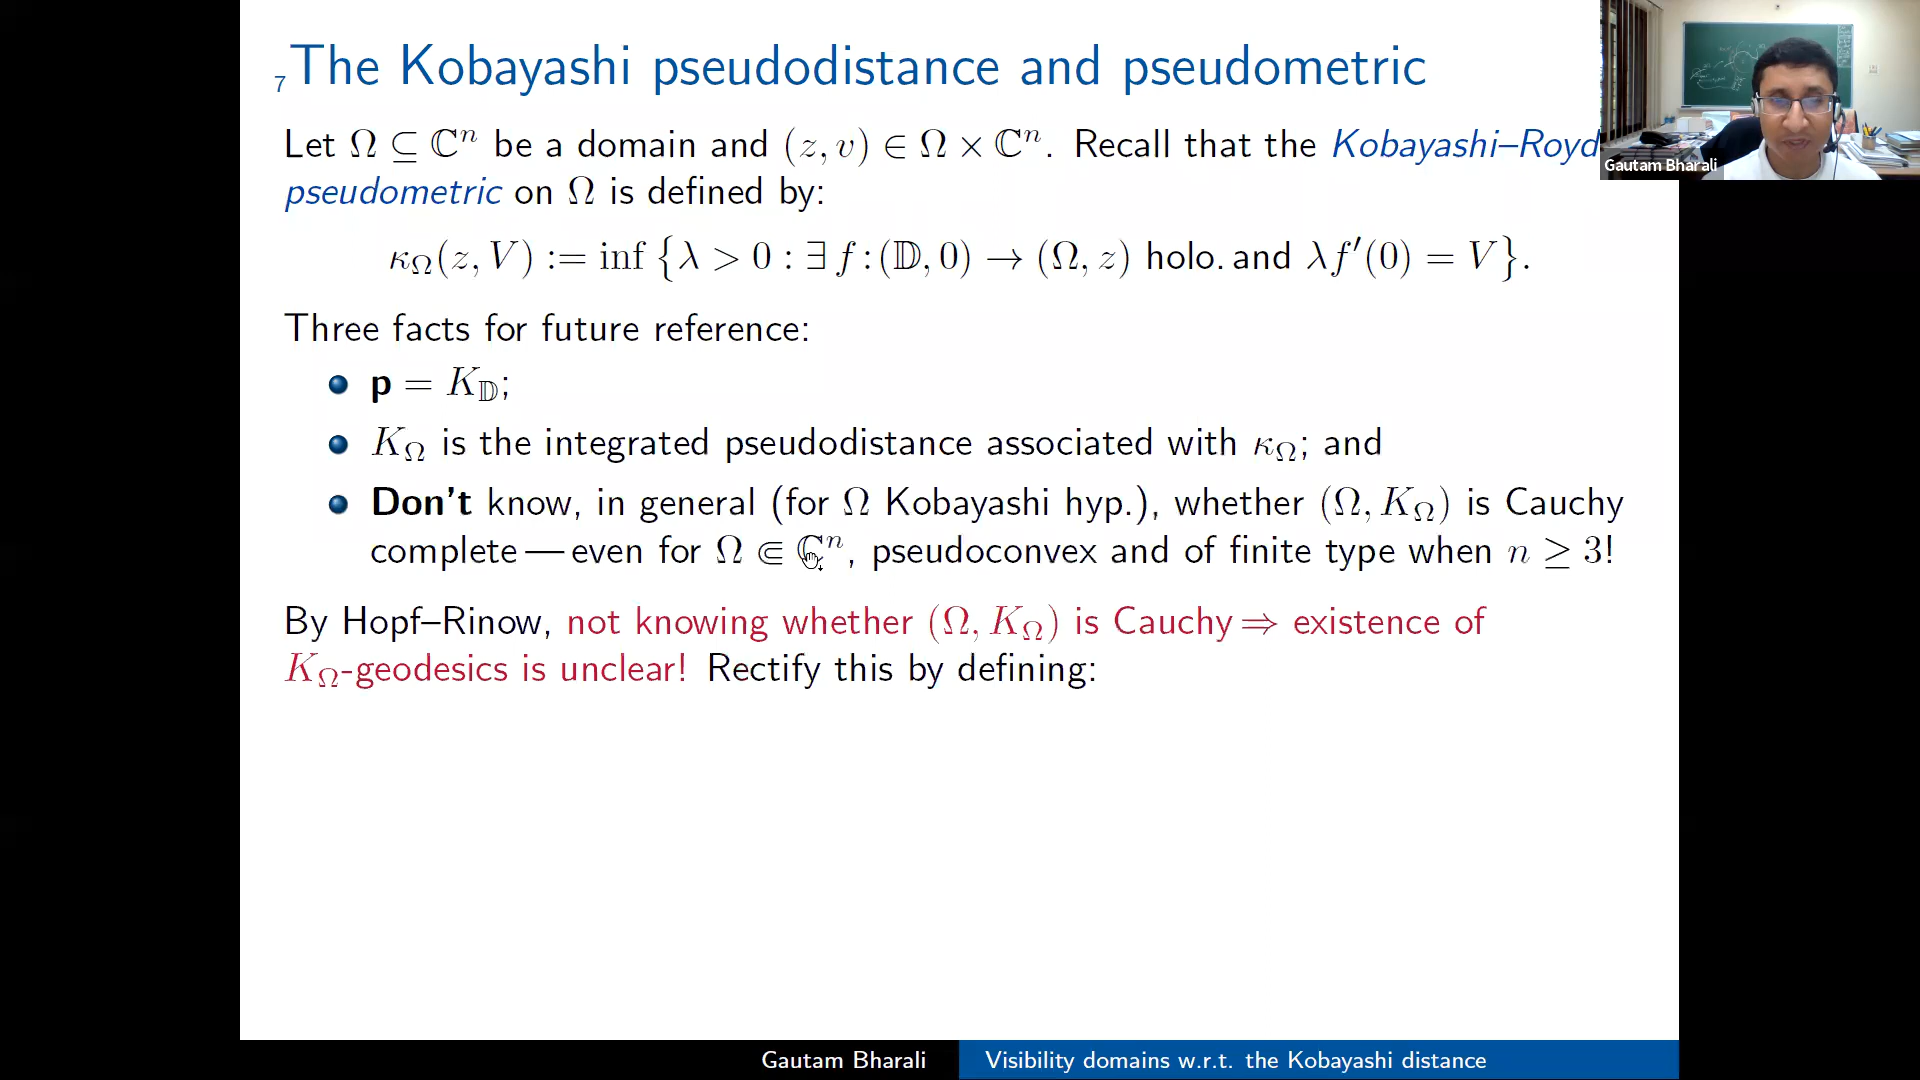 7 The Kobayashi pseudodistance and pseudometric
Let Ω ⊆ ℂⁿ be a domain and (z, v) ∈ Ω × ℂⁿ. Recall that the Kobayashi–Royd
pseudometric on Ω is defined by:
κ_Ω(z, V) := inf {λ > 0 : ∃ f : (𝔻, 0) → (Ω, z) holo. and λf′(0) = V}.
Three facts for future reference:
p = K_𝔻;
K_Ω is the integrated pseudodistance associated with κ_Ω; and
Don't know, in general (for Ω Kobayashi hyp.), whether (Ω, K_Ω) is Cauchy
complete — even for Ω ⋐ ℂⁿ, pseudoconvex and of finite type when n ≥ 3!
By Hopf–Rinow, not knowing whether (Ω, K_Ω) is Cauchy ⇒ existence of
K_Ω-geodesics is unclear! Rectify this by defining:
Gautam Bharali
Gautam Bharali Visibility domains w.r.t. the Kobayashi distance